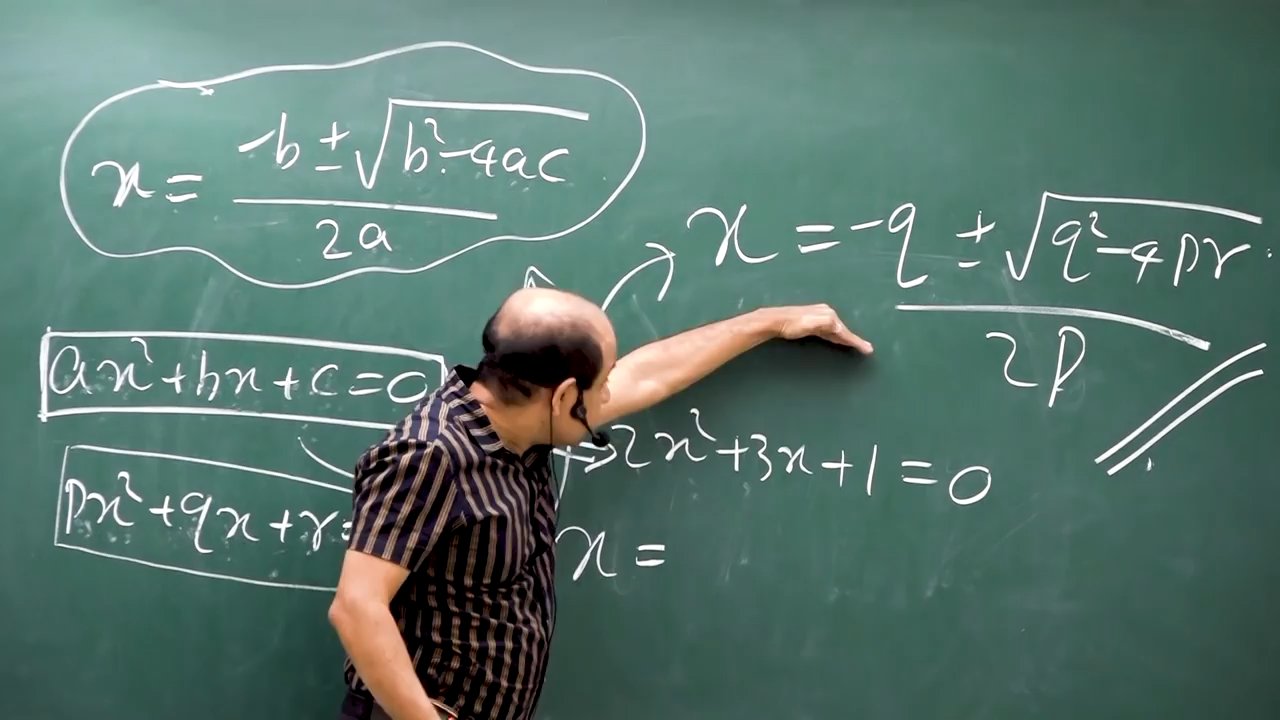 x = -b ± √b² - 4ac / 2a
x = -q ± √q² - 4pr / 2p
ax² + bx + c = 0
2x² + 3x + 1 = 0
px² + qx + r =
x =